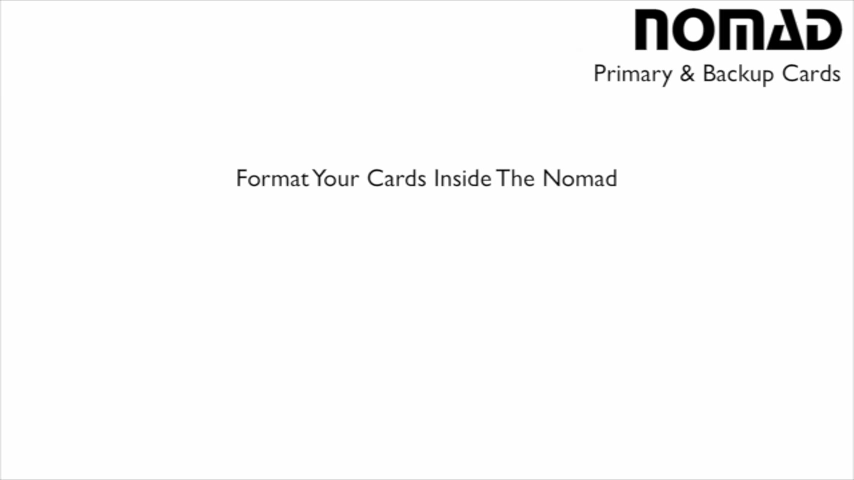 NOMAD
Primary & Backup Cards
Format Your Cards Inside The Nomad